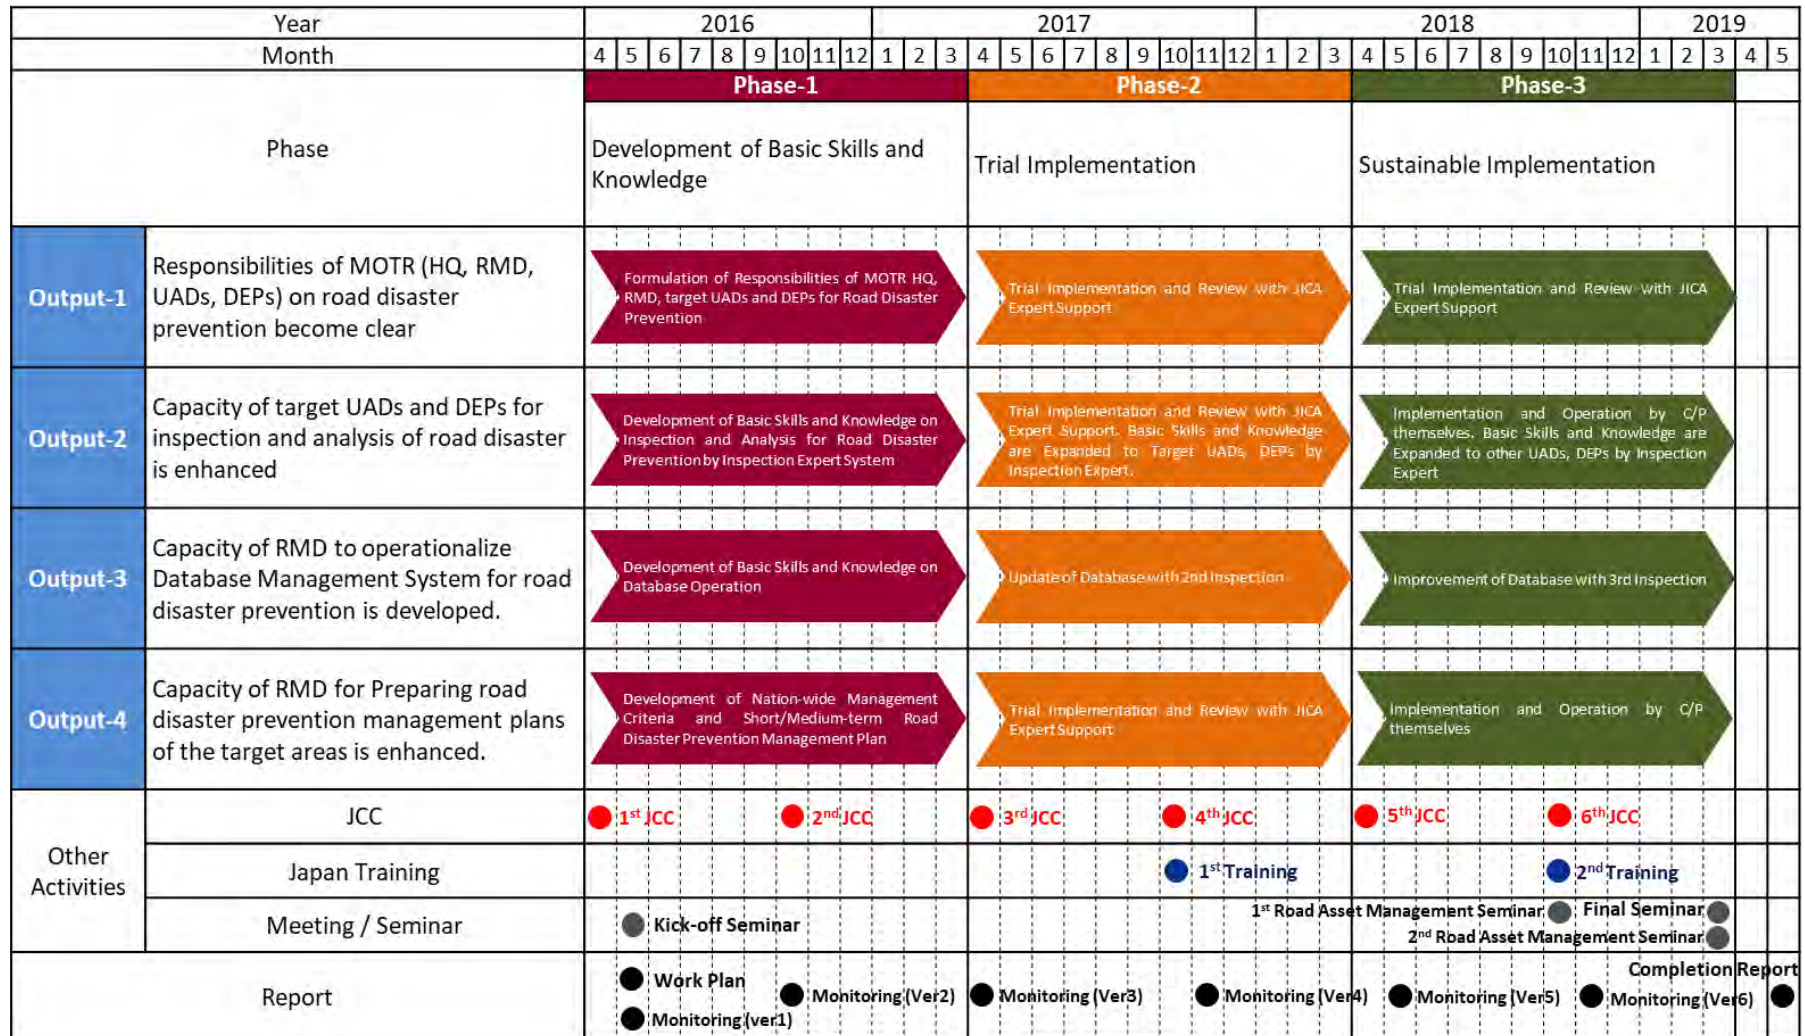 Year 2016 2017 2018 2019
Month 4 5 6 7 8 9 10 11 12 1 2 3 4 5 6 7 8 9 10 11 12 1 2 3 4 5 6 7 8 9 10 11 12 1 2 3 4 5
Phase-1 Phase-2 Phase-3
Phase
Development of Basic Skills and
Knowledge
Trial Implementation
Sustainable Implementation
Output-1
Responsibilities of MOTR (HQ, RMD,
UADs, DEPs) on road disaster
prevention become clear
Formulation of Responsibilities of MOTR HQ,
RMD, target UADs and DEPs for Road Disaster
Prevention
Trial Implementation and Review with JICA
Expert Support
Trial Implementation and Review with JICA
Expert Support
Output-2
Capacity of target UADs and DEPs for
inspection and analysis of road disaster
is enhanced
Development of Basic Skills and Knowledge on
Inspection and Analysis for Road Disaster
Prevention by Inspection Expert System
Trial Implementation and Review with JICA
Expert Support. Basic Skills and Knowledge
are Expanded to Target UADs, DEPs by
Inspection Expert.
Implementation and Operation by C/P
themselves. Basic Skills and Knowledge are
Expanded to other UADs, DEPs by Inspection
Expert
Output-3
Capacity of RMD to operationalize
Database Management System for road
disaster prevention is developed.
Development of Basic Skills and Knowledge on
Database Operation
Update of Database with 2nd Inspection
Improvement of Database with 3rd Inspection
Output-4
Capacity of RMD for Preparing road
disaster prevention management plans
of the target areas is enhanced.
Development of Nation-wide Management
Criteria and Short/Medium-term Road
Disaster Prevention Management Plan
Trial Implementation and Review with JICA
Expert Support
Implementation and Operation by C/P
themselves
Other
Activities
JCC
1st JCC 2nd JCC 3rd JCC 4th JCC 5th JCC 6th JCC
Japan Training
1st Training 2nd Training
Meeting / Seminar
Kick-off Seminar
1st Road Asset Management Seminar Final Seminar
2nd Road Asset Management Seminar
Report
Completion Report
Work Plan
Monitoring (Ver2) Monitoring (Ver3) Monitoring (Ver4) Monitoring (Ver5) Monitoring (Ver6)
Monitoring (ver1)